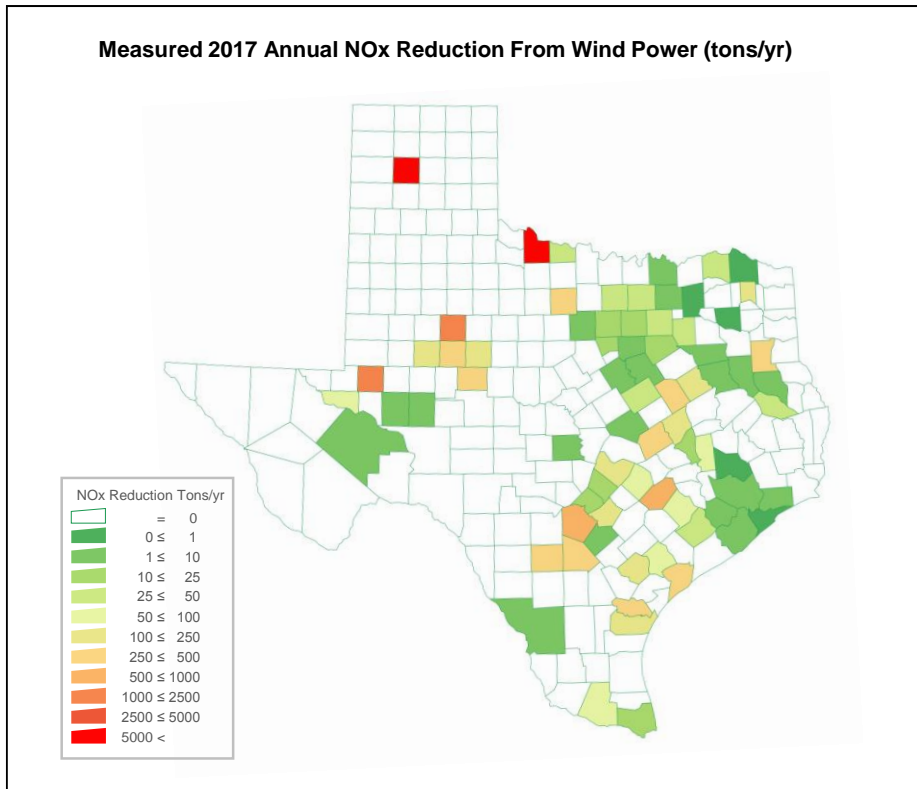 Measured 2017 Annual NOx Reduction From Wind Power (tons/yr)
NOx Reduction Tons/yr
= 0
0 ≤ 1
1 ≤ 10
10 ≤ 25
25 ≤ 50
50 ≤ 100
100 ≤ 250
250 ≤ 500
500 ≤ 1000
1000 ≤ 2500
2500 ≤ 5000
5000 <